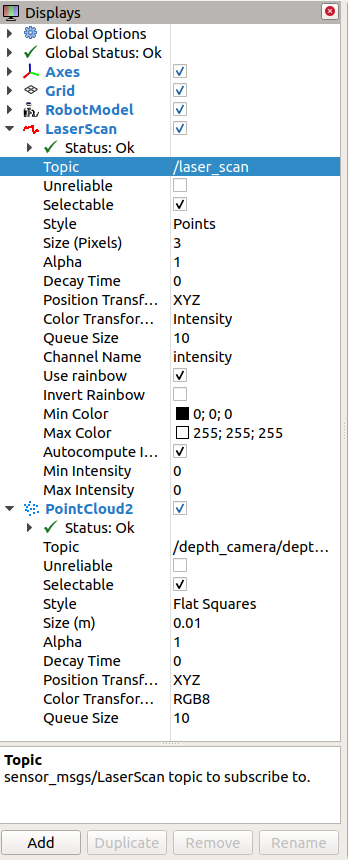 Displays
Global Options
Global Status: Ok
Axes
Grid
RobotModel
LaserScan
Status: Ok
Topic /laser_scan
Unreliable
Selectable
Style Points
Size (Pixels) 3
Alpha 1
Decay Time 0
Position Transf... XYZ
Color Transfor... Intensity
Queue Size 10
Channel Name intensity
Use rainbow
Invert Rainbow
Min Color 0; 0; 0
Max Color 255; 255; 255
Autocompute I...
Min Intensity 0
Max Intensity 0
PointCloud2
Status: Ok
Topic /depth_camera/dept...
Unreliable
Selectable
Style Flat Squares
Size (m) 0.01
Alpha 1
Decay Time 0
Position Transf... XYZ
Color Transfor... RGB8
Queue Size 10
Topic
sensor_msgs/LaserScan topic to subscribe to.
Add Duplicate Remove Rename